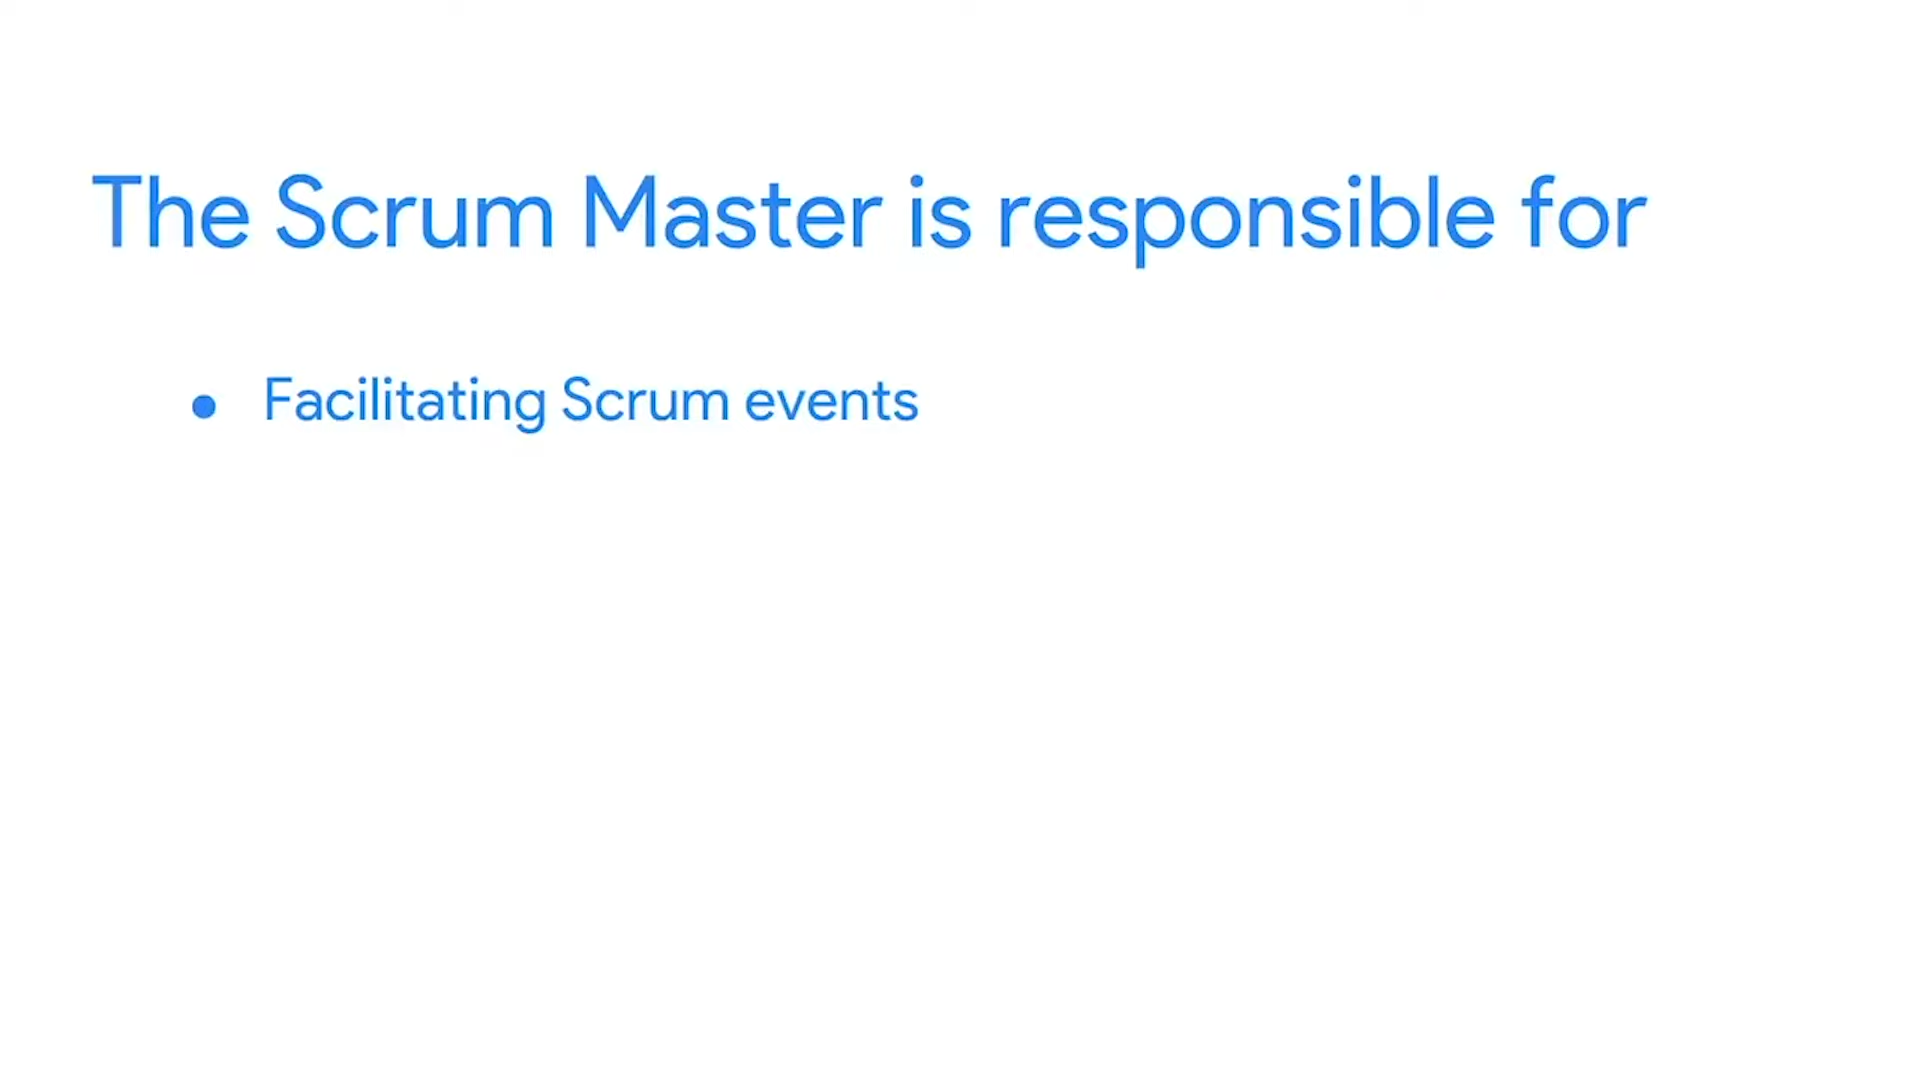 The Scrum Master is responsible for
• Facilitating Scrum events